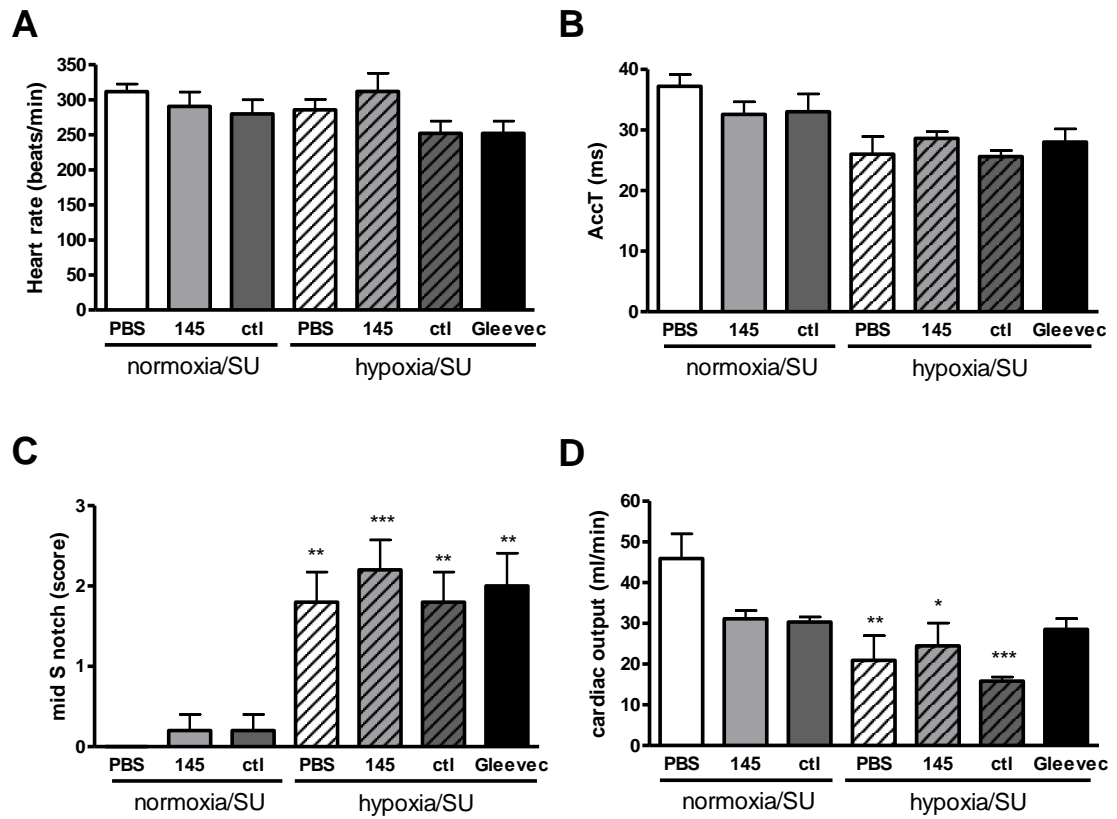 A
Heart rate (beats/min)
350
300
250
200
150
100
50
0
PBS 145 ctl PBS 145 ctl Gleevec
normoxia/SU hypoxia/SU
B
AccT (ms)
40
30
20
10
0
PBS 145 ctl PBS 145 ctl Gleevec
normoxia/SU hypoxia/SU
C
mid S notch (score)
3
2
1
0
** *** ** **
PBS 145 ctl PBS 145 ctl Gleevec
normoxia/SU hypoxia/SU
D
cardiac output (ml/min)
60
50
40
30
20
10
0
** * ***
PBS 145 ctl PBS 145 ctl Gleevec
normoxia/SU hypoxia/SU